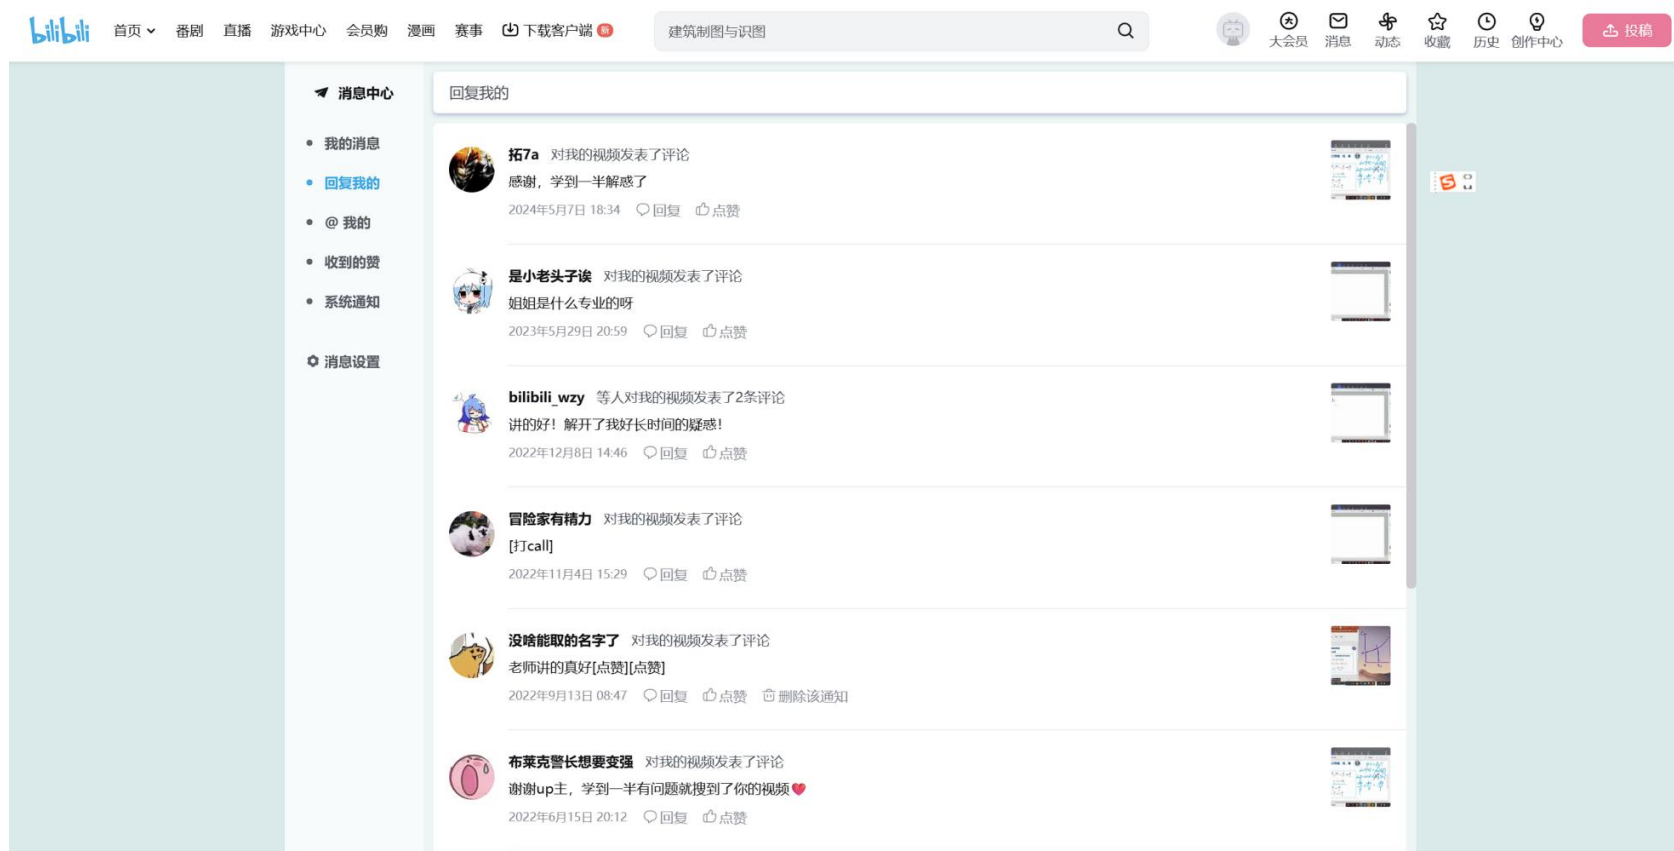 bilibili
首页 番剧 直播 游戏中心 会员购 漫画 赛事 下载客户端 新
建筑制图与识图
大会员 消息 动态 收藏 历史 创作中心 投稿
消息中心
我的消息
回复我的
@ 我的
收到的赞
系统通知
消息设置
回复我的
拓7a 对我的视频发表了评论
感谢，学到一半解惑了
2024年5月7日 18:34 回复 点赞
是小老头子诶 对我的视频发表了评论
姐姐是什么专业的呀
2023年5月29日 20:59 回复 点赞
bilibili_wzy 等人对我的视频发表了2条评论
讲的好！解开了我好长时间的疑惑！
2022年12月8日 14:46 回复 点赞
冒险家有精力 对我的视频发表了评论
[打call]
2022年11月4日 15:29 回复 点赞
没啥能取的名字了 对我的视频发表了评论
老师讲的真好[点赞][点赞]
2022年9月13日 08:47 回复 点赞 删除该通知
布莱克警长想要变强 对我的视频发表了评论
谢谢up主，学到一半有问题就搜到了你的视频
2022年6月15日 20:12 回复 点赞